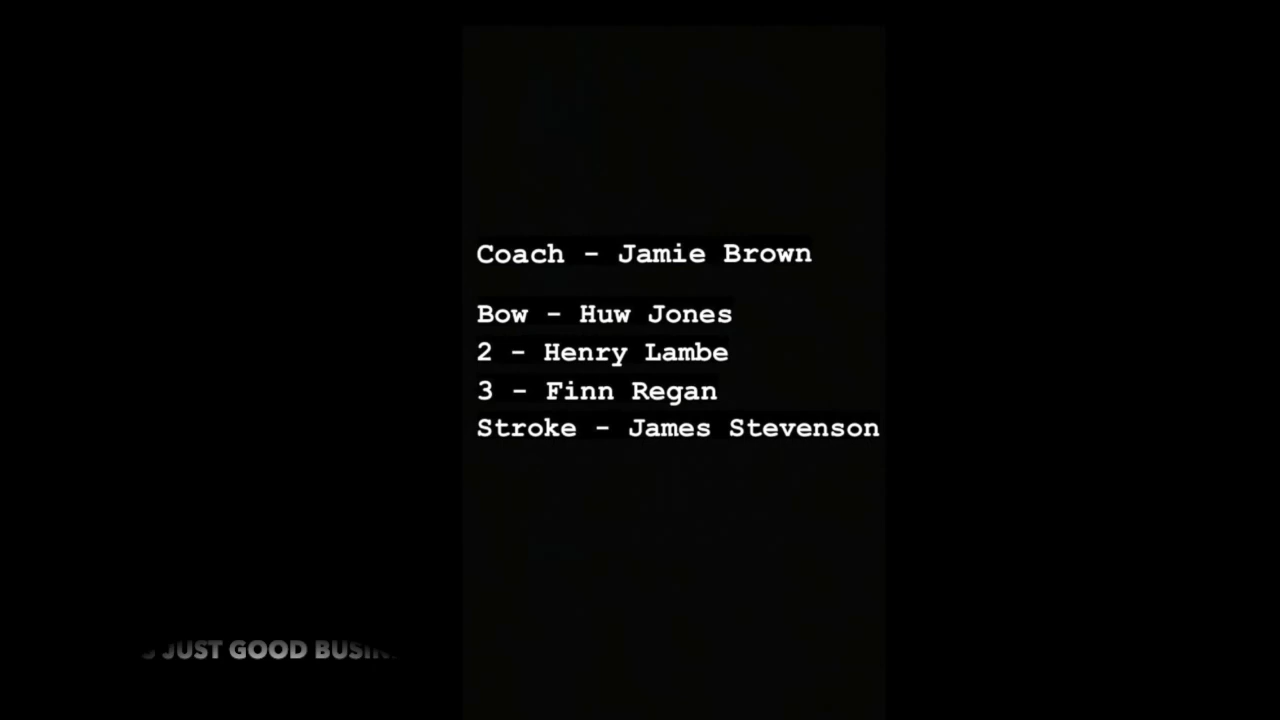 Coach - Jamie Brown
Bow - Huw Jones
2 - Henry Lambe
3 - Finn Regan
Stroke - James Stevenson
JUST GOOD